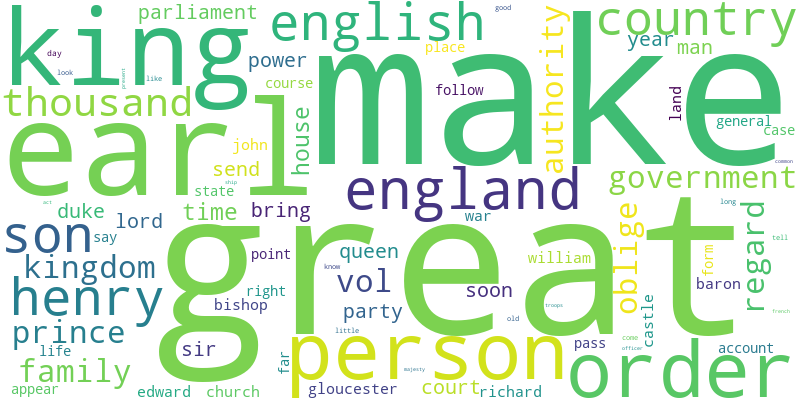 king
parliament
english
good
country
day
look
present
like
power
place
year
man
thousand
course
follow
authority
make
land
general
case
earl
house
john
send
state
ship
england
common
government
act
duke
time
bring
great
war
long
son
lord
say
kingdom
point
queen
william
oblige
form
regard
tell
henry
bishop
right
know
vol
soon
baron
troops
french
prince
party
little
old
castle
come
officer
life
sir
far
person
majesty
pass
order
account
family
appear
edward
church
gloucester
court
richard